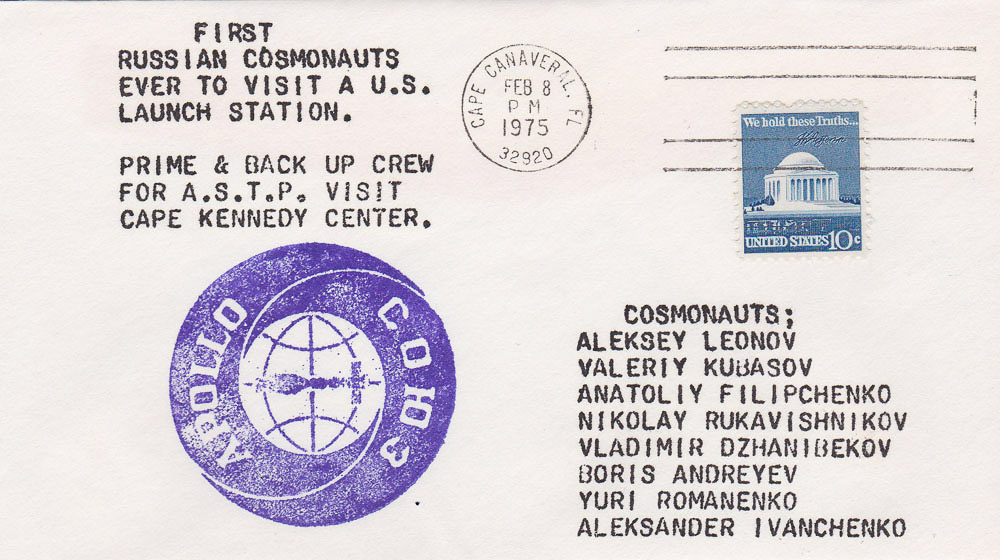 FIRST
RUSSIAN COSMONAUTS
EVER TO VISIT A U.S.
LAUNCH STATION.
PRIME & BACK UP CREW
FOR A.S.T.P. VISIT
CAPE KENNEDY CENTER.
CAPE CANAVERAL, FL
FEB 8
PM
1975
32920
We hold these Truths...
UNITED STATES 10c
APOLLO
СОЮЗ
COSMONAUTS;
ALEKSEY LEONOV
VALERIY KUBASOV
ANATOLIY FILIPCHENKO
NIKOLAY RUKAVISHNIKOV
VLADIMIR DZHANIBEKOV
BORIS ANDREYEV
YURI ROMANENKO
ALEKSANDER IVANCHENKO